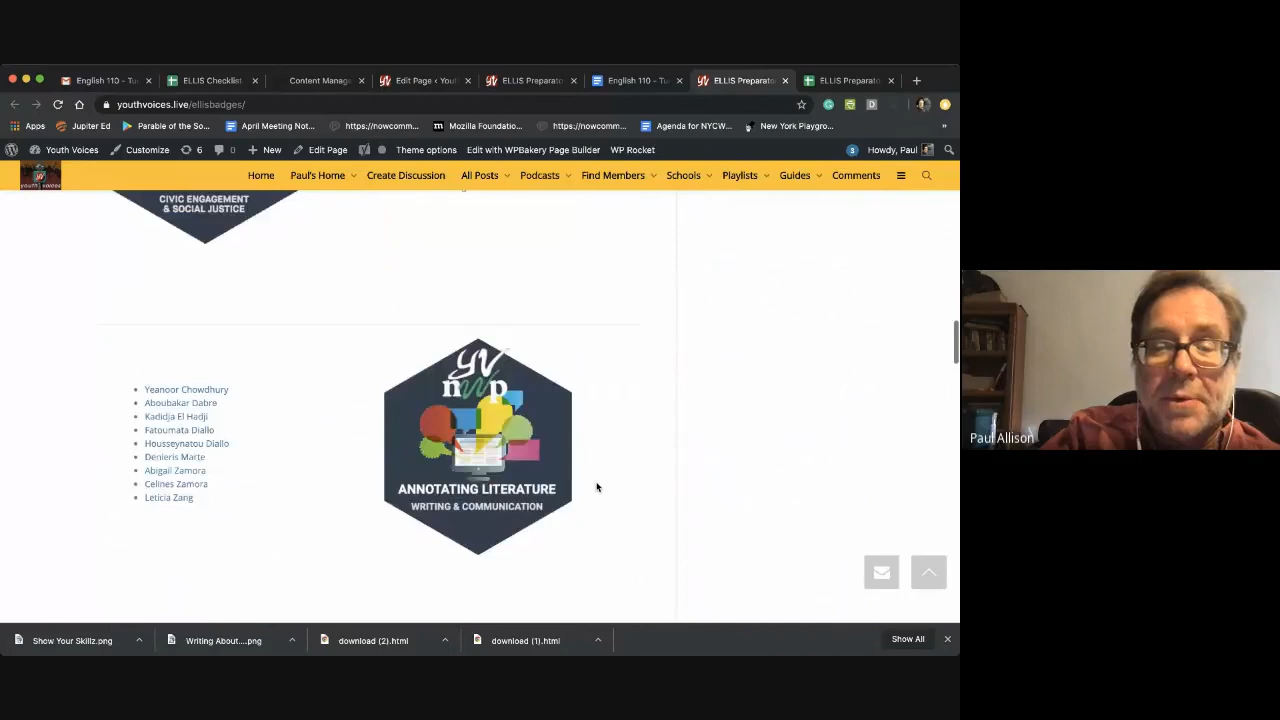 English 110 - Tu
ELLIS Checklist
Content Manage
Edit Page ‹ Yout
ELLIS Preparato
English 110 - Tu
ELLIS Preparato
ELLIS Preparato
youthvoices.live/ellisbadges/
Apps
Jupiter Ed
Parable of the So...
April Meeting Not...
https://nowcomm...
Mozilla Foundatio...
https://nowcomm...
Agenda for NYCW...
New York Playgro...
»
Youth Voices
Customize
6
0
New
Edit Page
Theme options
Edit with WPBakery Page Builder
WP Rocket
3
Howdy, Paul
Home
Paul's Home
Create Discussion
All Posts
Podcasts
Find Members
Schools
Playlists
Guides
Comments
CIVIC ENGAGEMENT
& SOCIAL JUSTICE
Yeanoor Chowdhury
Aboubakar Dabre
Kadidja El Hadji
Fatoumata Diallo
Housseynatou Diallo
Denieris Marte
Abigail Zamora
Celines Zamora
Leticia Zang
YV
nwp
ANNOTATING LITERATURE
WRITING & COMMUNICATION
Paul Allison
Show Your Skillz.png
Writing About....png
download (2).html
download (1).html
Show All